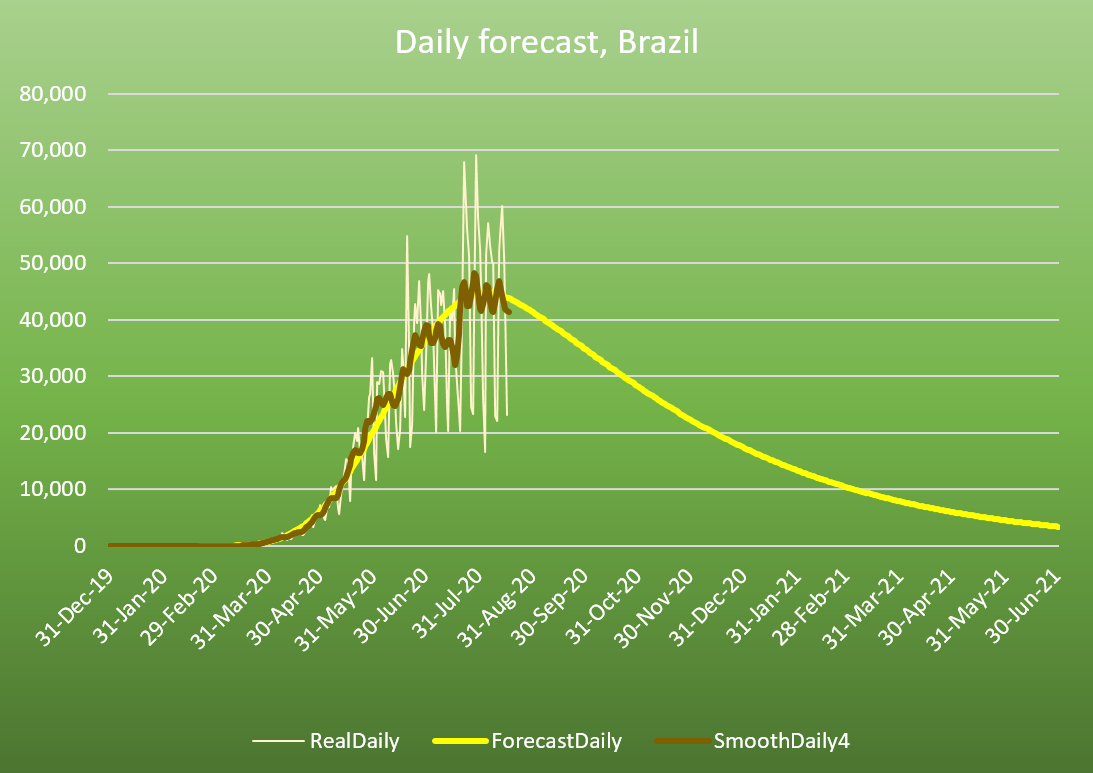 Daily forecast, Brazil
80,000
70,000
60,000
50,000
40,000
30,000
20,000
10,000
0
31-Dec-19
31-Jan-20
29-Feb-20
31-Mar-20
30-Apr-20
31-May-20
30-Jun-20
31-Jul-20
31-Aug-20
30-Sep-20
31-Oct-20
30-Nov-20
31-Dec-20
31-Jan-21
28-Feb-21
31-Mar-21
30-Apr-21
31-May-21
30-Jun-21
RealDaily ForecastDaily SmoothDaily4